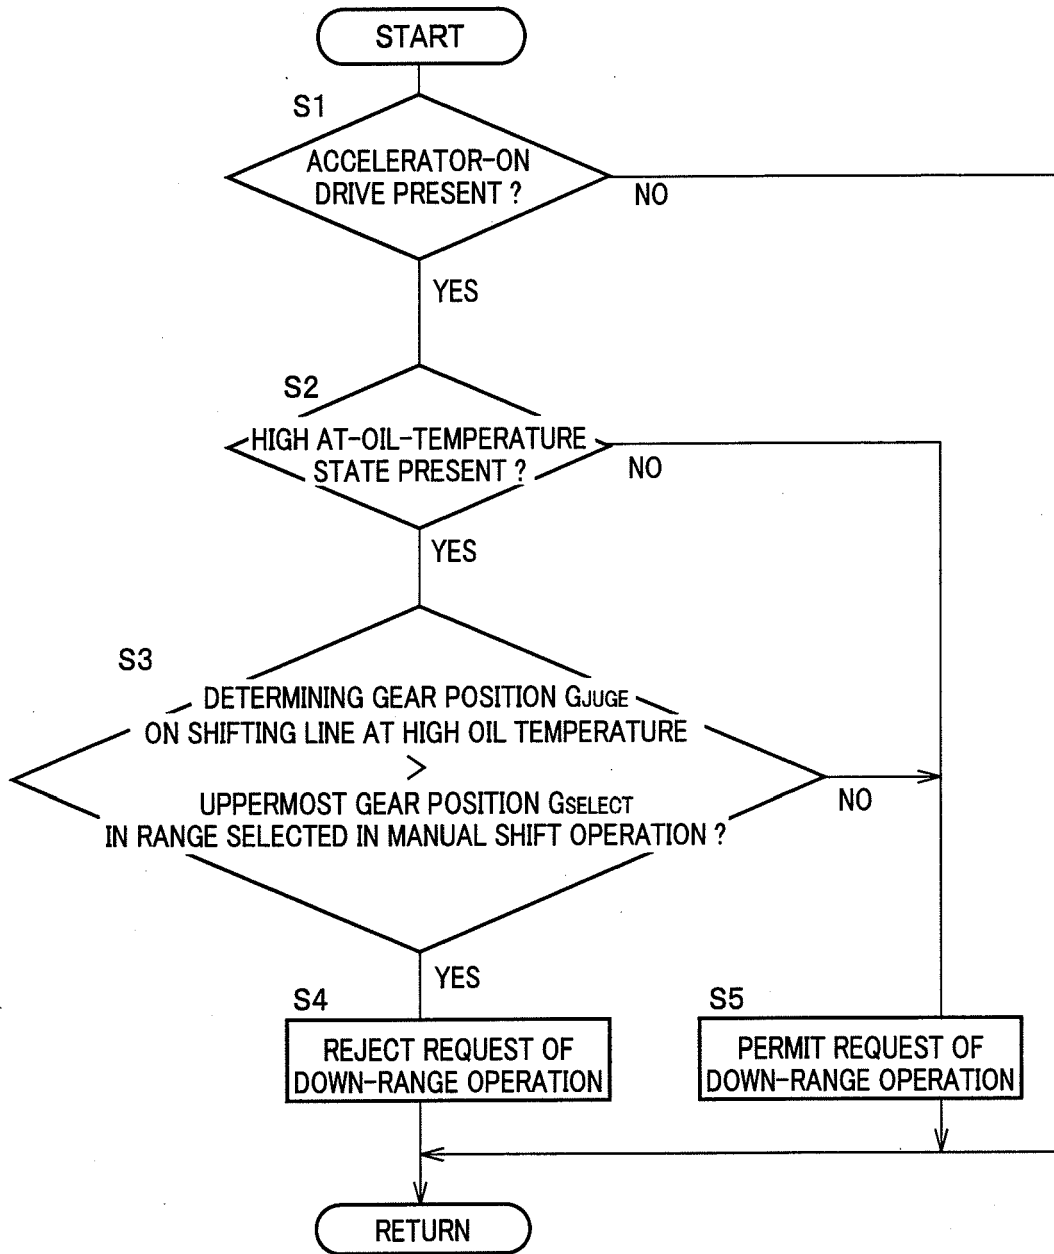 START
S1
ACCELERATOR-ON
DRIVE PRESENT ?
NO
YES
S2
HIGH AT-OIL-TEMPERATURE
STATE PRESENT ?
NO
YES
S3
DETERMINING GEAR POSITION GJUGE
ON SHIFTING LINE AT HIGH OIL TEMPERATURE
>
UPPERMOST GEAR POSITION GSELECT
IN RANGE SELECTED IN MANUAL SHIFT OPERATION ?
NO
YES
S4
REJECT REQUEST OF
DOWN-RANGE OPERATION
S5
PERMIT REQUEST OF
DOWN-RANGE OPERATION
RETURN